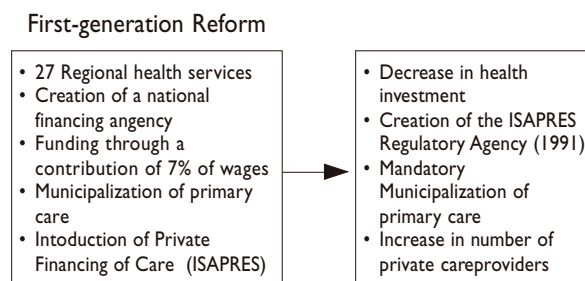 First-generation Reform
• 27 Regional health services
• Creation of a national
financing angency
• Funding through a
contribution of 7% of wages
• Municipalization of primary
care
• Intoduction of Private
Financing of Care (ISAPRES)
• Decrease in health
investment
• Creation of the ISAPRES
Regulatory Agency (1991)
• Mandatory
Municipalization of
primary care
• Increase in number of
private careproviders